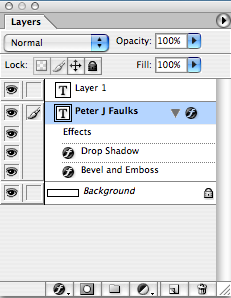 Layers
Normal Opacity: 100%
Lock: Fill: 100%
T Layer 1
T Peter J Faulks
Effects
Drop Shadow
Bevel and Emboss
Background